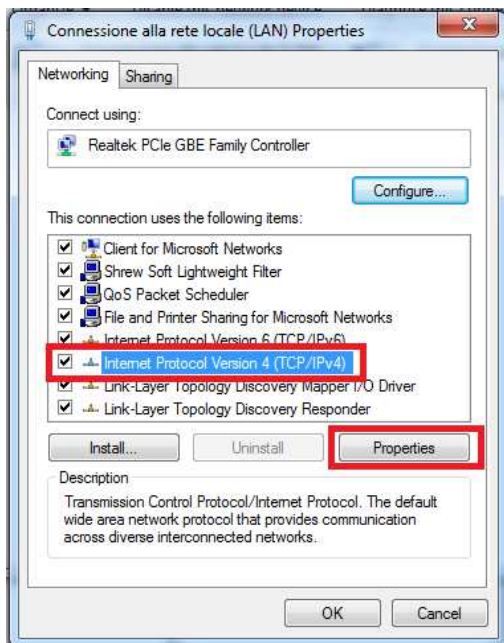 Connessione alla rete locale (LAN) Properties
Networking
Sharing
Connect using:
Realtek PCIe GBE Family Controller
Configure...
This connection uses the following items:
Client for Microsoft Networks
Shrew Soft Lightweight Filter
QoS Packet Scheduler
File and Printer Sharing for Microsoft Networks
Internet Protocol Version 6 (TCP/IPv6)
Internet Protocol Version 4 (TCP/IPv4)
Link-Layer Topology Discovery Mapper I/O Driver
Link-Layer Topology Discovery Responder
Install...
Uninstall
Properties
Description
Transmission Control Protocol/Internet Protocol. The default
wide area network protocol that provides communication
across diverse interconnected networks.
OK
Cancel